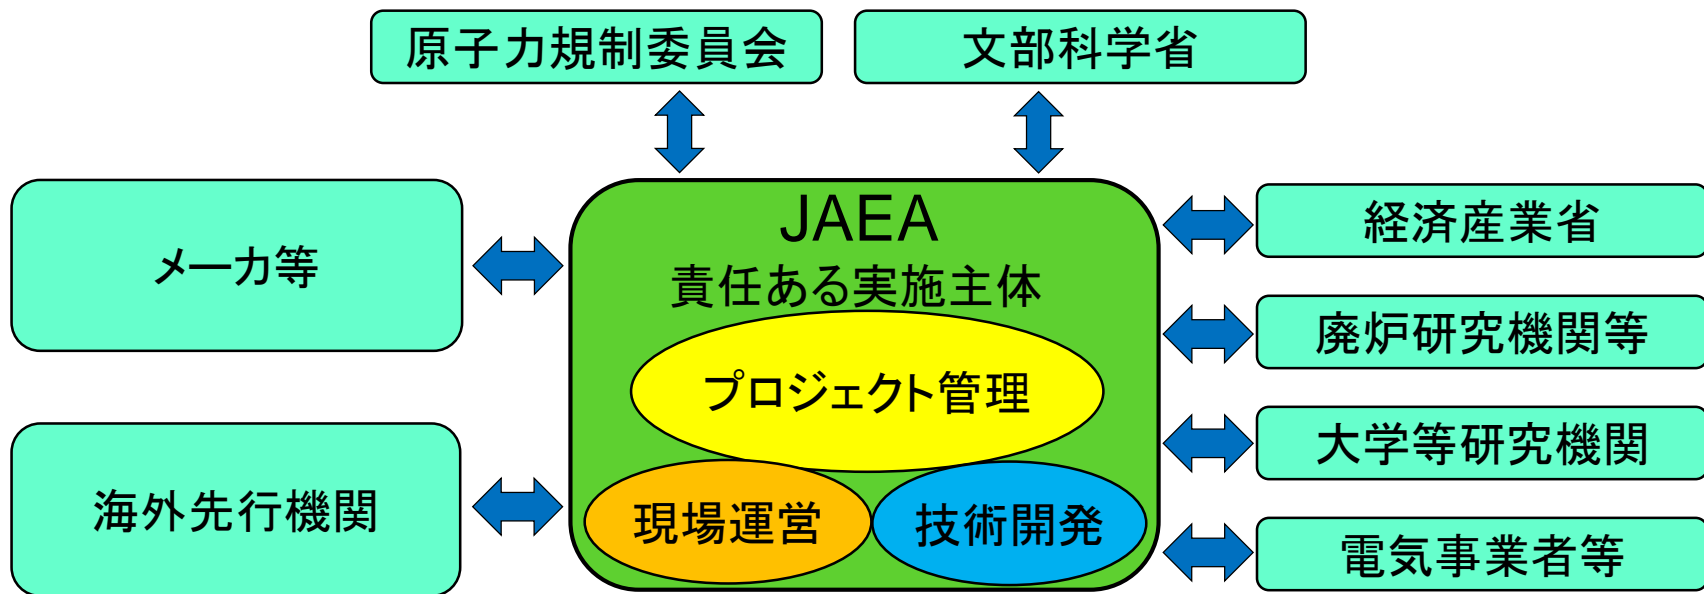 原子力規制委員会
文部科学省
メーカ等
海外先行機関
JAEA
責任ある実施主体
プロジェクト管理
現場運営
技術開発
経済産業省
廃炉研究機関等
大学等研究機関
電気事業者等